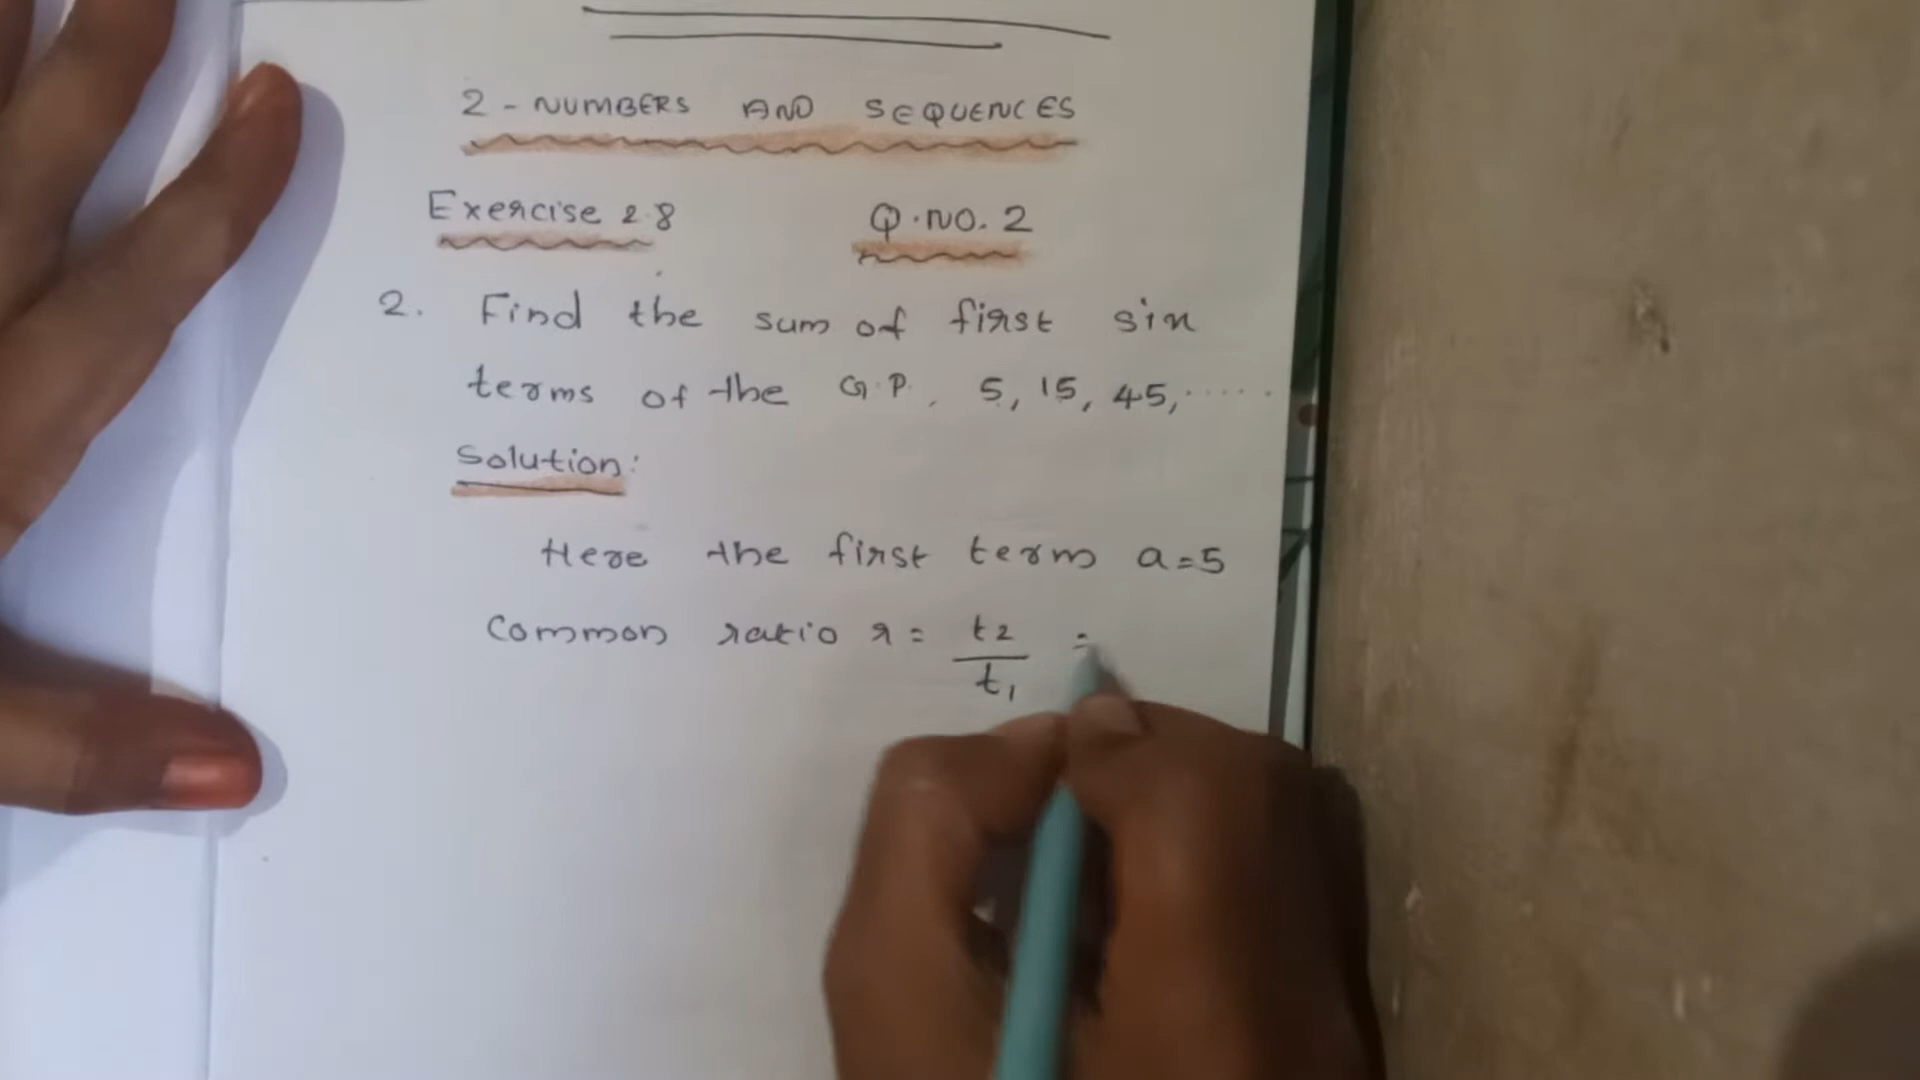 2 - NUMBERS AND SEQUENCES
Exercise 2.8 Q.NO. 2
2. Find the sum of first six
terms of the G.P. 5, 15, 45, .....
Solution:
Here the first term a=5
Common ratio r = t2/t1 =